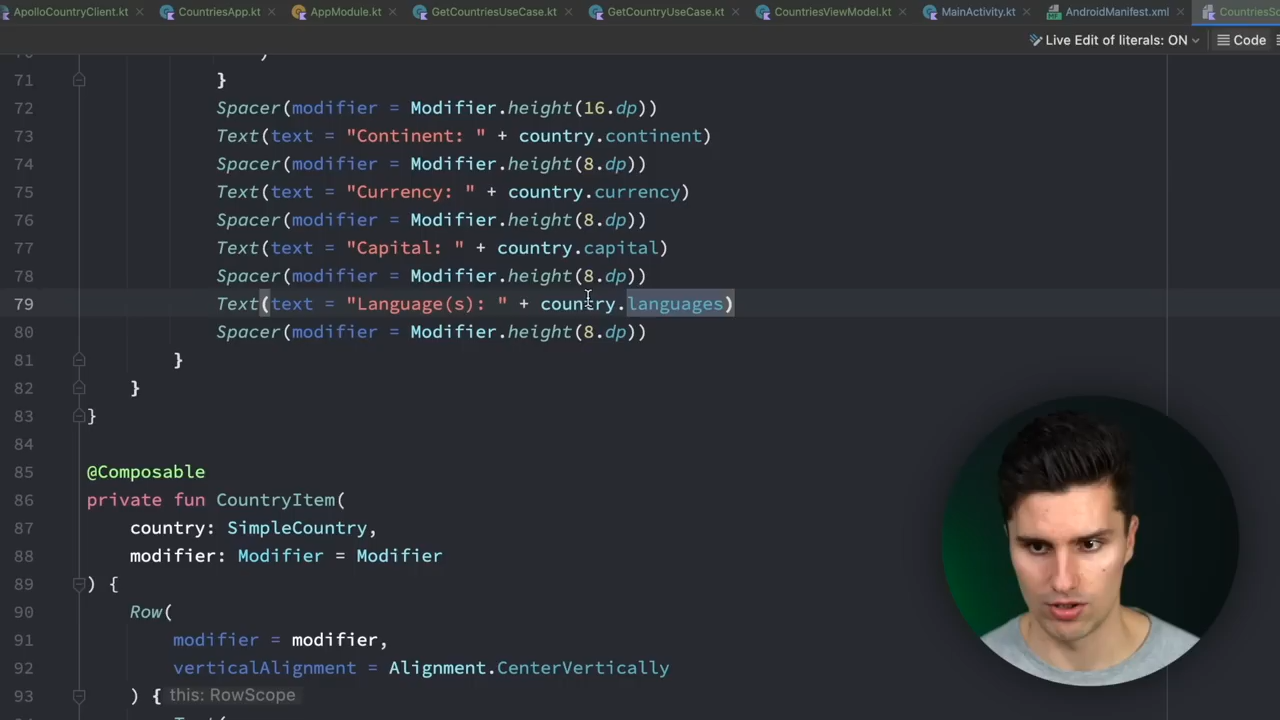 ApolloCountryClient.kt CountriesApp.kt AppModule.kt GetCountriesUseCase.kt GetCountryUseCase.kt CountriesViewModel.kt MainActivity.kt AndroidManifest.xml
Live Edit of literals: ON Code
71 }
72 Spacer(modifier = Modifier.height(16.dp))
73 Text(text = "Continent: " + country.continent)
74 Spacer(modifier = Modifier.height(8.dp))
75 Text(text = "Currency: " + country.currency)
76 Spacer(modifier = Modifier.height(8.dp))
77 Text(text = "Capital: " + country.capital)
78 Spacer(modifier = Modifier.height(8.dp))
79 Text(text = "Language(s): " + country.languages)
80 Spacer(modifier = Modifier.height(8.dp))
81 }
82 }
83 }
84
85 @Composable
86 private fun CountryItem(
87 country: SimpleCountry,
88 modifier: Modifier = Modifier
89 ) {
90 Row(
91 modifier = modifier,
92 verticalAlignment = Alignment.CenterVertically
93 ) { this: RowScope